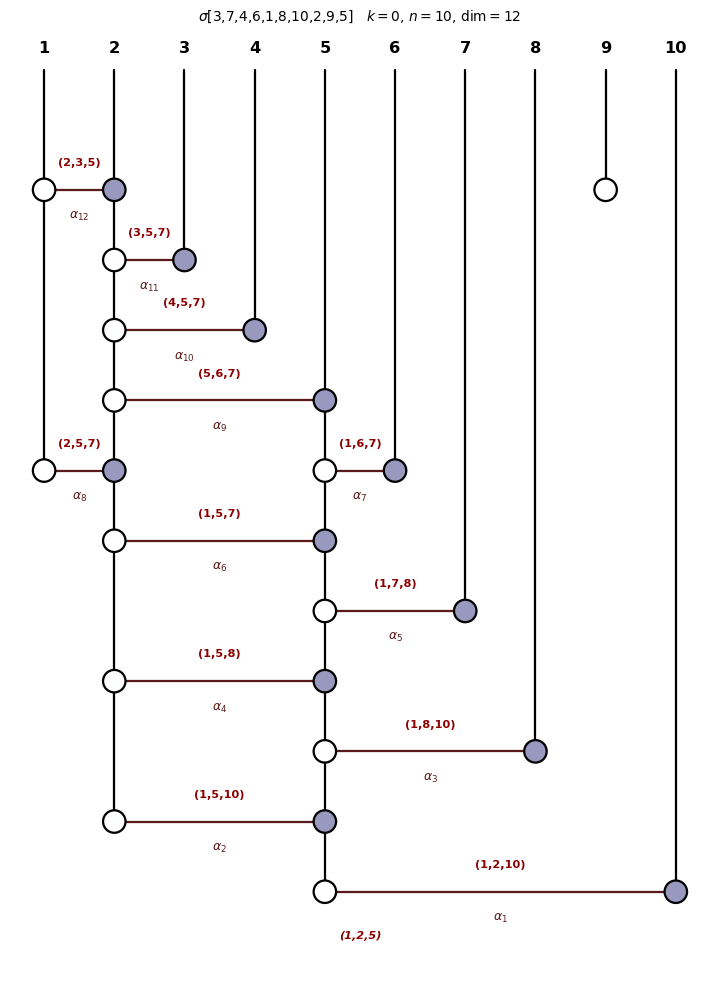 σ[3,7,4,6,1,8,10,2,9,5] k = 0, n = 10, dim = 12
1 2 3 4 5 6 7 8 9 10
(2,3,5)
α₁₂
(3,5,7)
α₁₁
(4,5,7)
α₁₀
(5,6,7)
α₉
(2,5,7) (1,6,7)
α₈ α₇
(1,5,7)
α₆
(1,7,8)
α₅
(1,5,8)
α₄
(1,8,10)
α₃
(1,5,10)
α₂
(1,2,10)
α₁
(1,2,5)